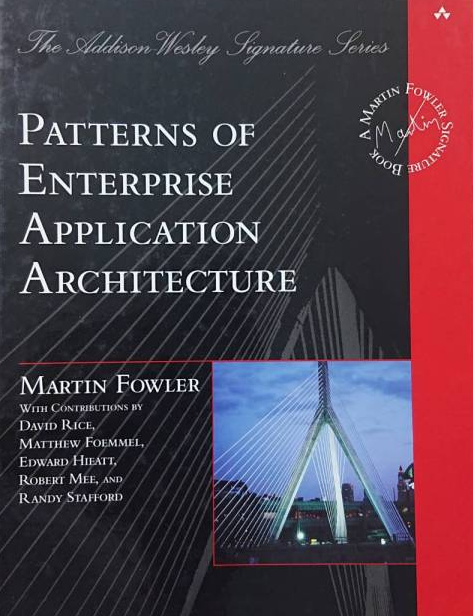 The Addison-Wesley Signature Series
A MARTIN FOWLER SIGNATURE BOOK
Martin
PATTERNS OF
ENTERPRISE
APPLICATION
ARCHITECTURE
MARTIN FOWLER
WITH CONTRIBUTIONS BY
DAVID RICE,
MATTHEW FOEMMEL,
EDWARD HIEATT,
ROBERT MEE, AND
RANDY STAFFORD